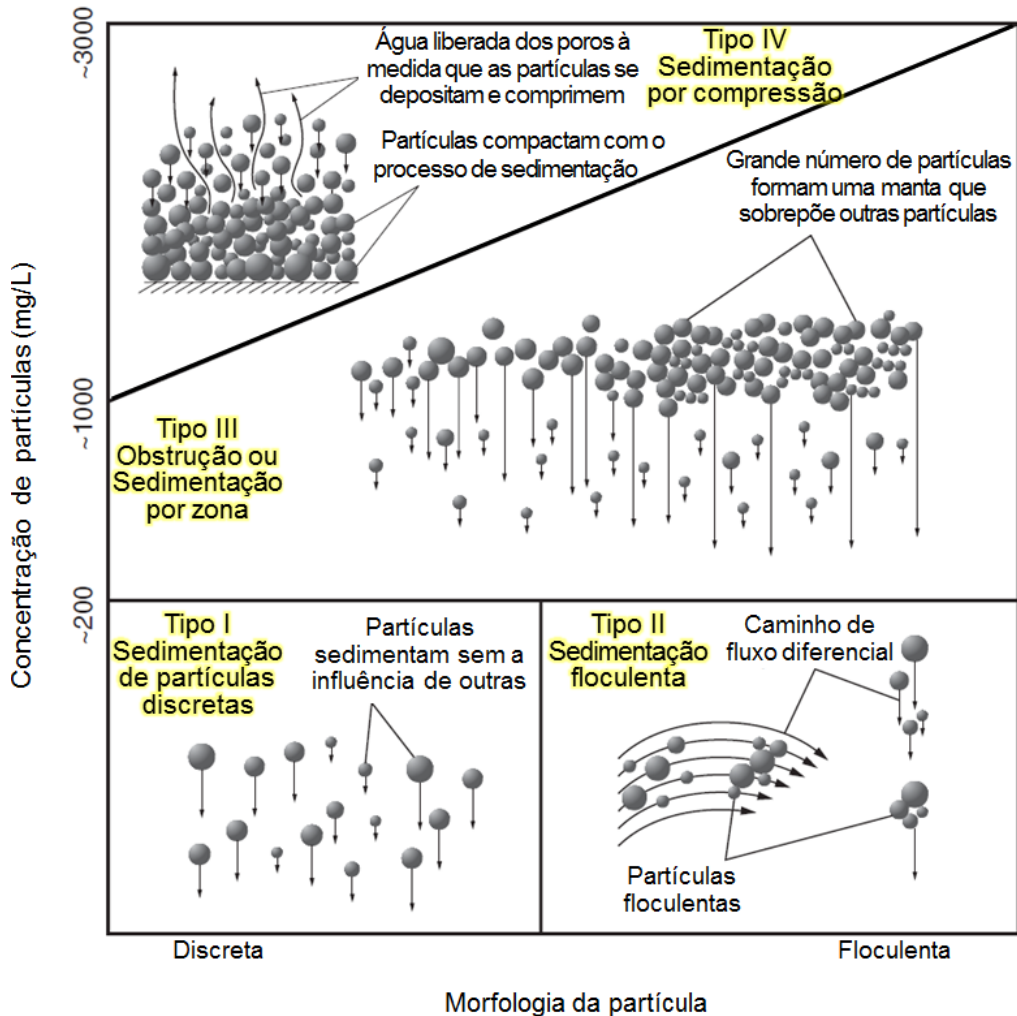 ~3000
Água liberada dos poros à
medida que as partículas se
depositam e comprimem
Tipo IV
Sedimentação
por compressão
Partículas compactam com o
processo de sedimentação
Grande número de partículas
formam uma manta que
sobrepõe outras partículas
Concentração de partículas (mg/L)
~1000
Tipo III
Obstrução ou
Sedimentação
por zona
~200
Tipo I
Sedimentação
de partículas
discretas
Partículas
sedimentam sem a
influência de outras
Tipo II
Sedimentação
floculenta
Caminho de
fluxo diferencial
Partículas
floculentas
Discreta
Floculenta
Morfologia da partícula